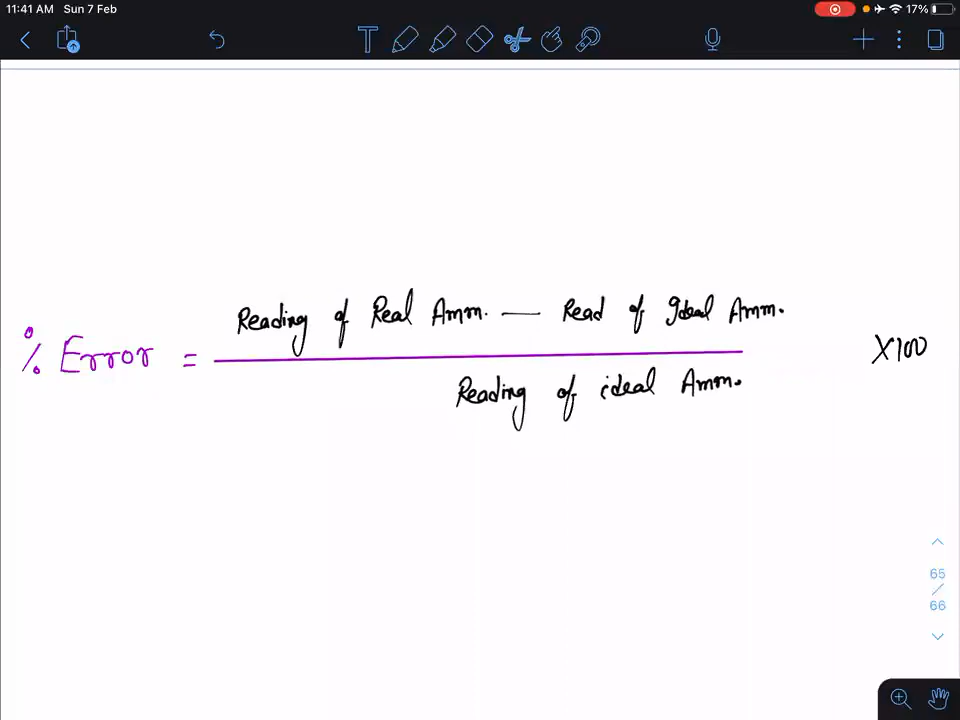 11:41 AM Sun 7 Feb 17%
T
Reading of Real Amm. — Read of Ideal Amm.
% Error = X100
Reading of ideal Amm.
65
/
66